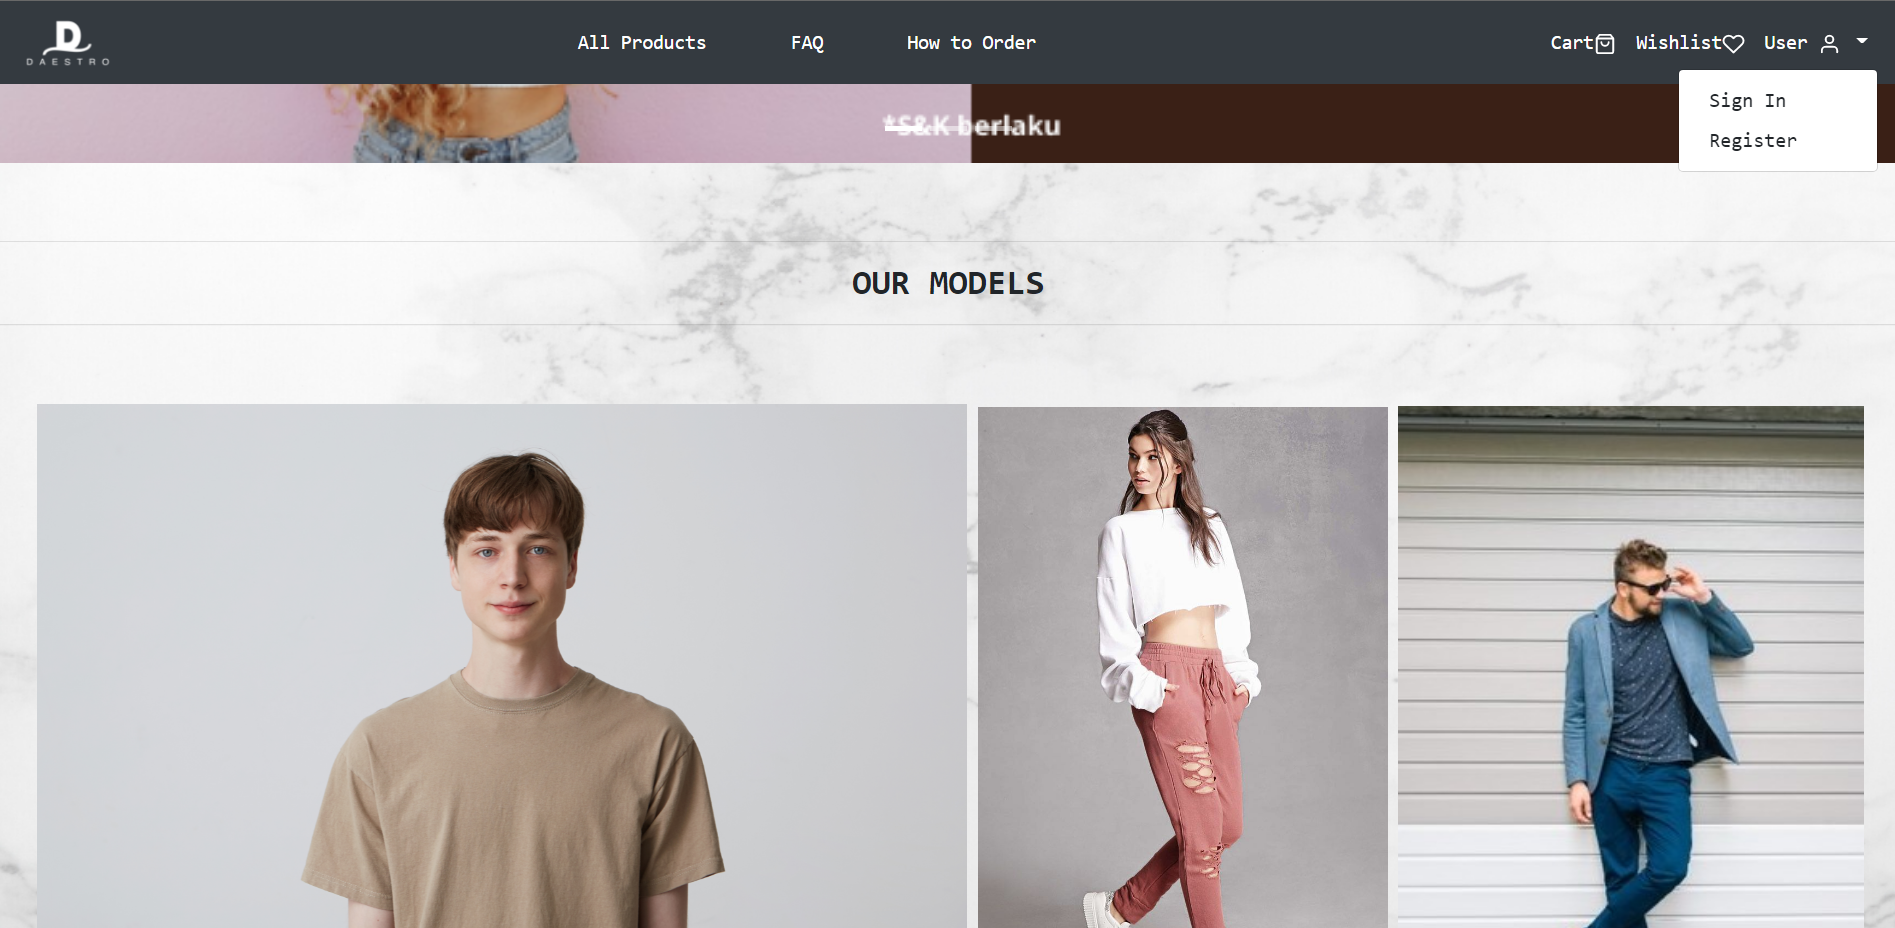 D
DAESTRO
All Products
FAQ
How to Order
Cart
Wishlist
User
Sign In
Register
*S&K berlaku
OUR MODELS